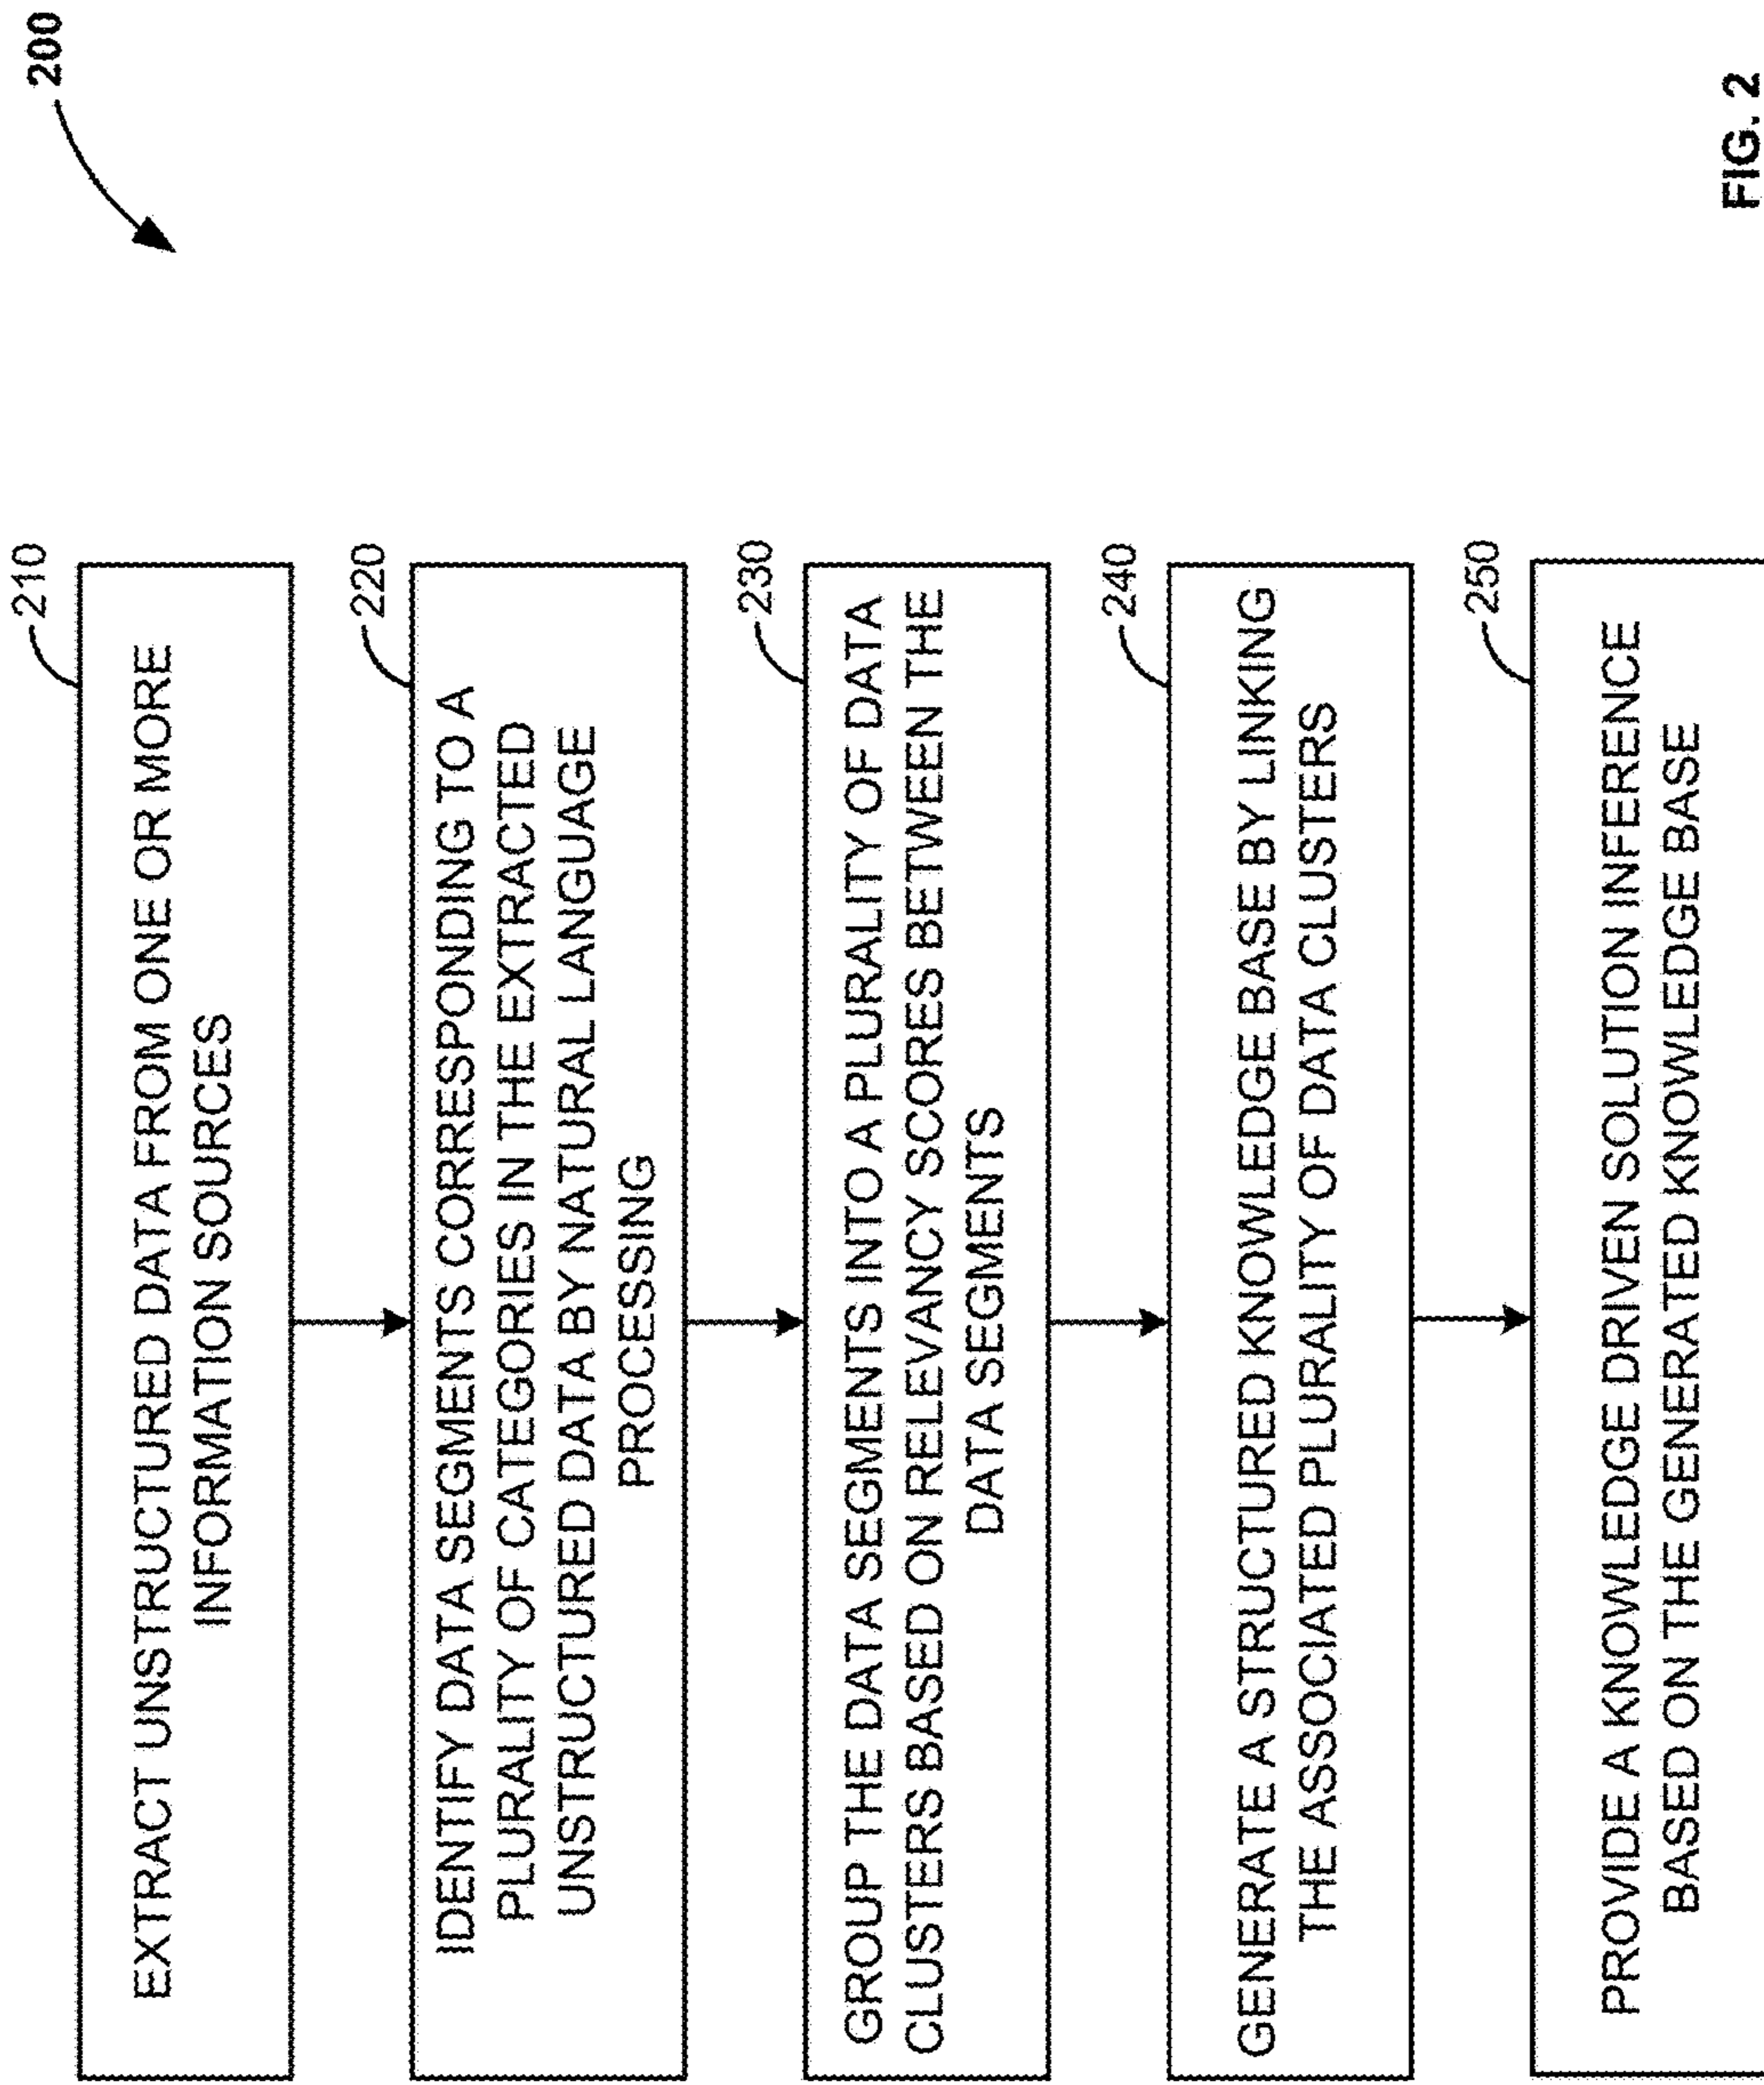 200
210
EXTRACT UNSTRUCTURED DATA FROM ONE OR MORE
INFORMATION SOURCES
220
IDENTIFY DATA SEGMENTS CORRESPONDING TO A
PLURALITY OF CATEGORIES IN THE EXTRACTED
UNSTRUCTURED DATA BY NATURAL LANGUAGE
PROCESSING
230
GROUP THE DATA SEGMENTS INTO A PLURALITY OF DATA
CLUSTERS BASED ON RELEVANCY SCORES BETWEEN THE
DATA SEGMENTS
240
GENERATE A STRUCTURED KNOWLEDGE BASE BY LINKING
THE ASSOCIATED PLURALITY OF DATA CLUSTERS
250
PROVIDE A KNOWLEDGE DRIVEN SOLUTION INFERENCE
BASED ON THE GENERATED KNOWLEDGE BASE
FIG. 2